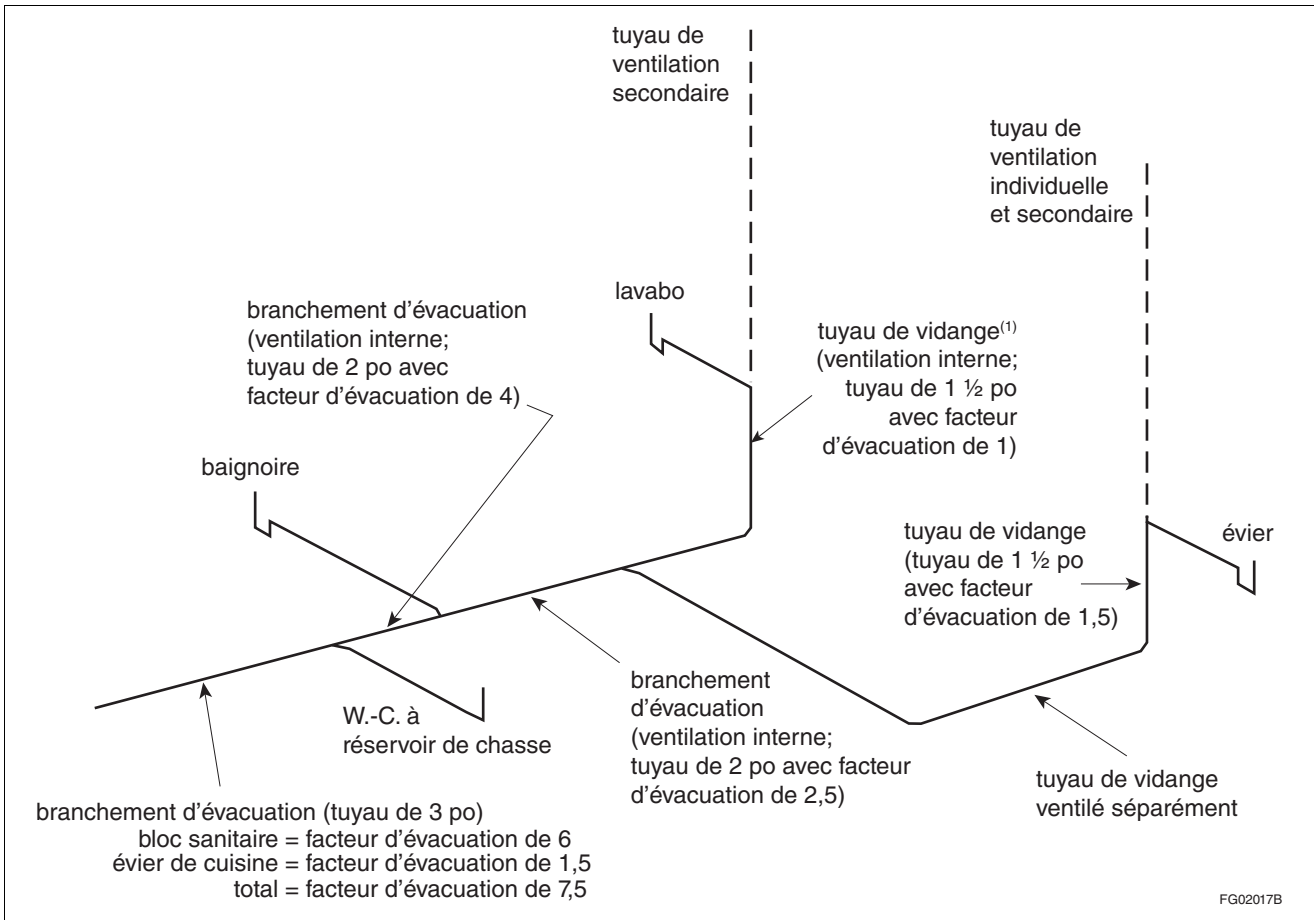 tuyau de
ventilation
secondaire
tuyau de
ventilation
individuelle
et secondaire
lavabo
branchement d'évacuation
(ventilation interne;
tuyau de 2 po avec
facteur d'évacuation de 4)
tuyau de vidange(1)
(ventilation interne;
tuyau de 1 ½ po
avec facteur
d'évacuation de 1)
baignoire
tuyau de vidange
(tuyau de 1 ½ po
avec facteur
d'évacuation de 1,5)
évier
W.-C. à
réservoir de chasse
branchement
d'évacuation
(ventilation interne;
tuyau de 2 po avec facteur
d'évacuation de 2,5)
tuyau de vidange
ventilé séparément
branchement d'évacuation (tuyau de 3 po)
bloc sanitaire = facteur d'évacuation de 6
évier de cuisine = facteur d'évacuation de 1,5
total = facteur d'évacuation de 7,5
FG02017B